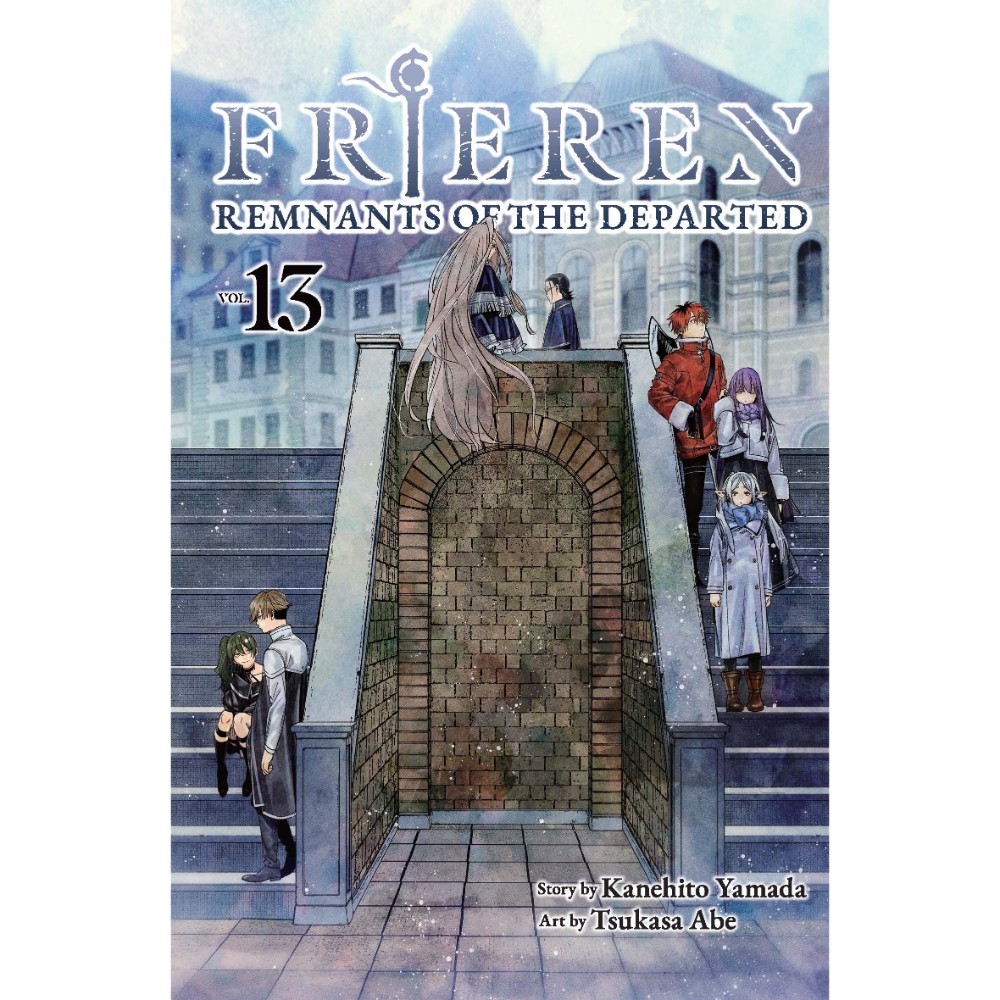 FRIEREN
REMNANTS OF THE DEPARTED
VOL. 13
Story by Kanehito Yamada
Art by Tsukasa Abe